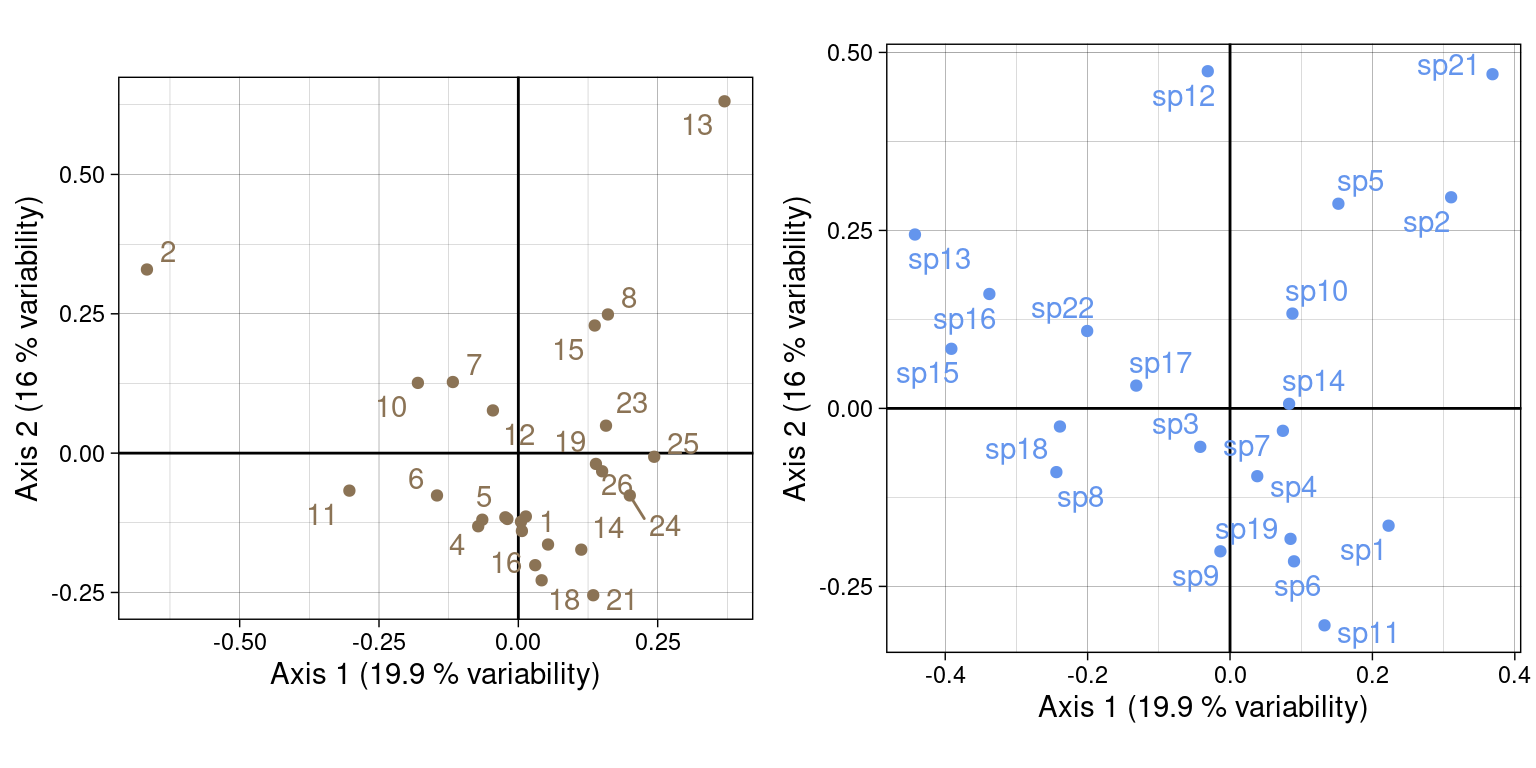 13
0.50
2
8
0.25
15
7
10
23
12
19
25
0.00
6
26
11
5
1
14
24
4
16
18
21
-0.25
-0.50
-0.25
0.00
0.25
Axis 1 (19.9 % variability)
Axis 2 (16 % variability)
0.50
sp21
sp12
sp5
sp2
0.25
sp13
sp10
sp22
sp16
sp17
sp15
sp14
0.00
sp3
sp7
sp18
sp4
sp8
sp19
sp1
sp9
sp6
-0.25
sp11
-0.4
-0.2
0.0
0.2
0.4
Axis 1 (19.9 % variability)
Axis 2 (16 % variability)